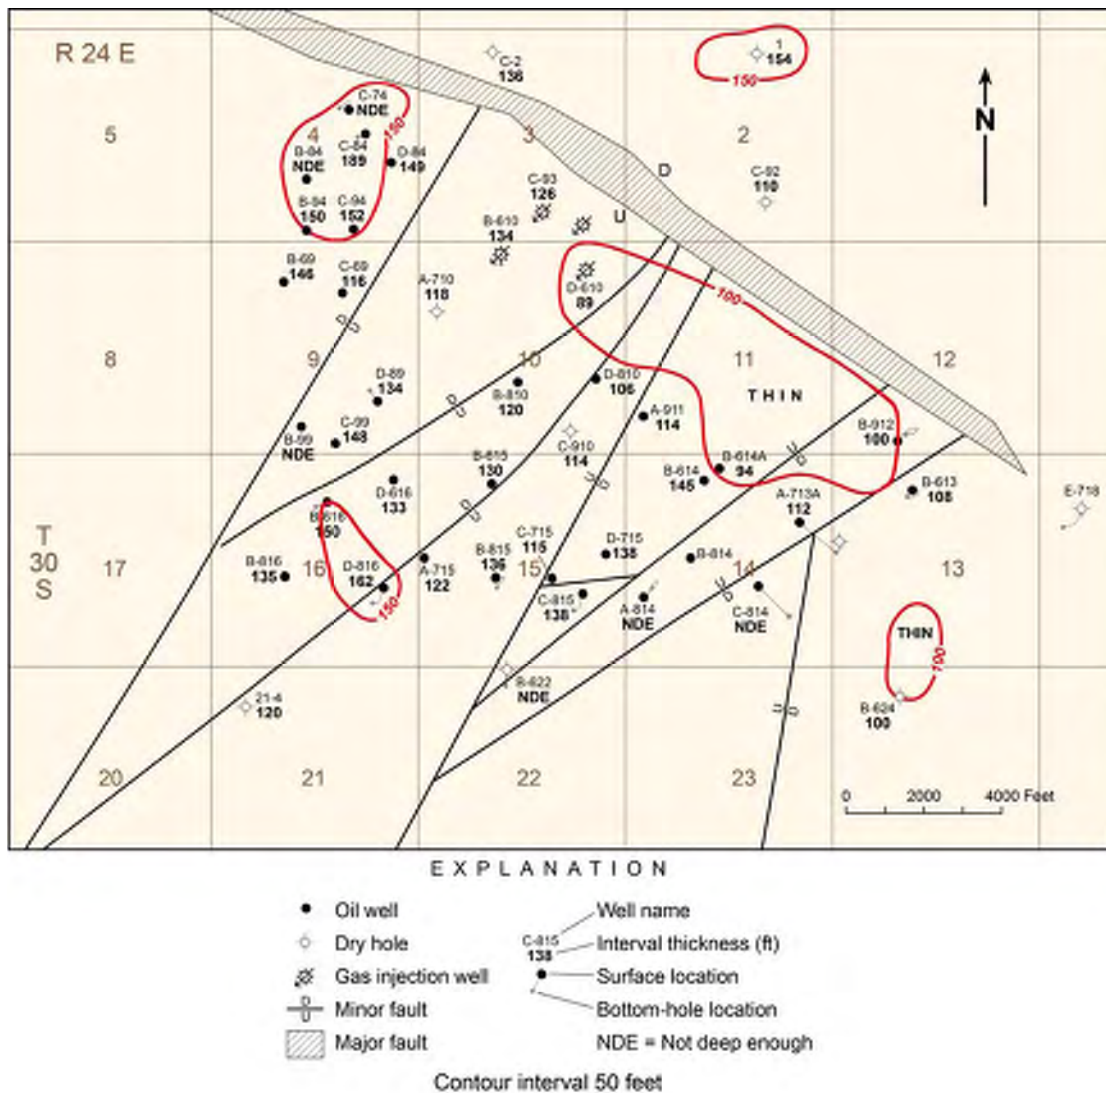 R 24 E
C-2
136
1
154
150
C-74
NDE
150
5
4
3
2
N
C-84
189
D-84
149
B-84
NDE
D
C-93
126
C-92
110
B-94
150
C-94
152
U
B-610
134
B-69
146
C-69
116
A-710
118
D-610
89
100
8
9
10
11
12
D-89
134
B-810
120
D-810
106
THIN
A-911
114
B-912
100
B-99
NDE
C-99
148
C-910
114
B-615
130
B-614
145
B-614A
94
D-616
133
A-713A
112
B-613
108
E-718
B-616
150
T
30
S
C-715
115
D-715
138
17
B-816
135
16
D-816
162
150
A-715
122
B-815
136
15
B-814
14
13
C-815
138
A-814
NDE
C-814
NDE
THIN
100
B-622
NDE
21-4
120
B-624
100
20
21
22
23
0 2000 4000 Feet
EXPLANATION
Oil well
Dry hole
Gas injection well
Minor fault
Major fault
Well name
C-815
138
Interval thickness (ft)
Surface location
Bottom-hole location
NDE = Not deep enough
Contour interval 50 feet